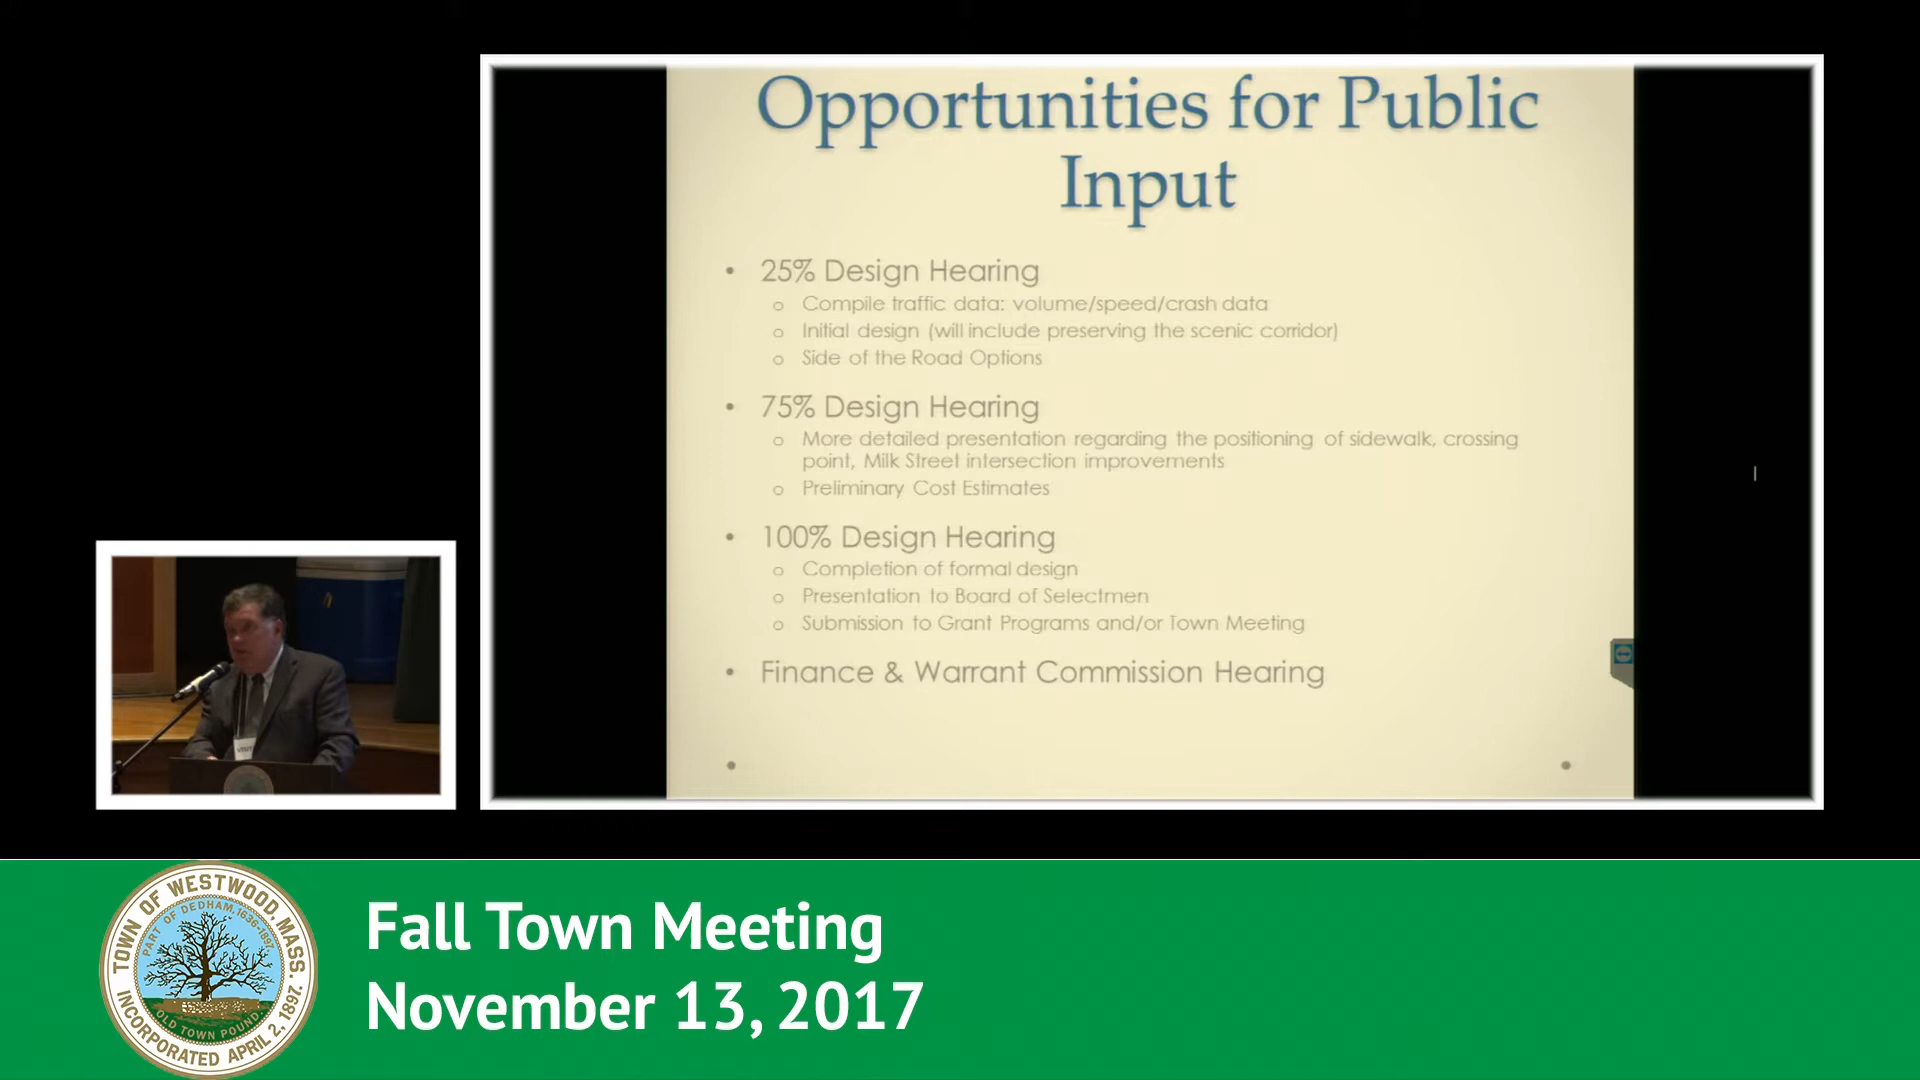 Opportunities for Public
Input
• 25% Design Hearing
o Compile traffic data: volume/speed/crash data
o Initial design (will include preserving the scenic corridor)
o Side of the Road Options
• 75% Design Hearing
o More detailed presentation regarding the positioning of sidewalk, crossing
point, Milk Street intersection improvements
o Preliminary Cost Estimates
• 100% Design Hearing
o Completion of formal design
o Presentation to Board of Selectmen
o Submission to Grant Programs and/or Town Meeting
• Finance & Warrant Commission Hearing
TOWN OF WESTWOOD, MASS.
PART OF DEDHAM, 1636-1897.
OLD TOWN POUND.
INCORPORATED APRIL 2, 1897.
Fall Town Meeting
November 13, 2017